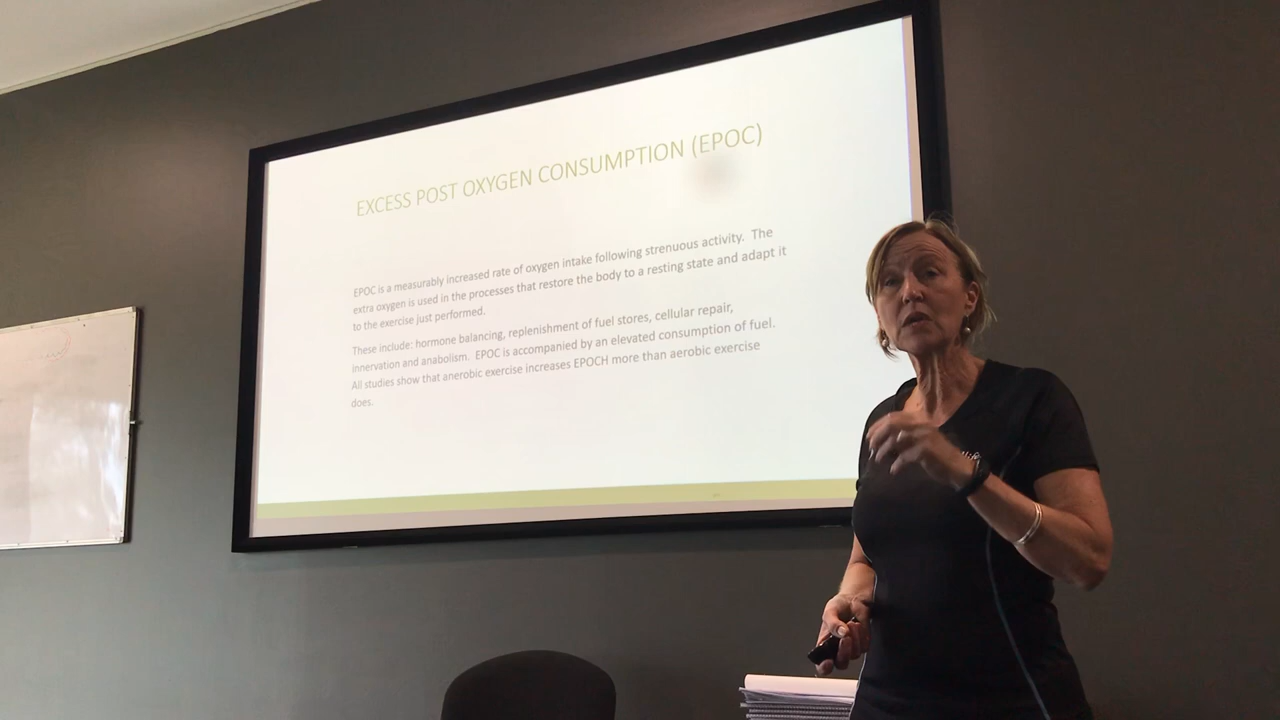 EXCESS POST OXYGEN CONSUMPTION (EPOC)
EPOC is a measurably increased rate of oxygen intake following strenuous activity. The
extra oxygen is used in the processes that restore the body to a resting state and adapt it
to the exercise just performed.
These include: hormone balancing, replenishment of fuel stores, cellular repair,
innervation and anabolism. EPOC is accompanied by an elevated consumption of fuel.
All studies show that anerobic exercise increases EPOCH more than aerobic exercise
does.